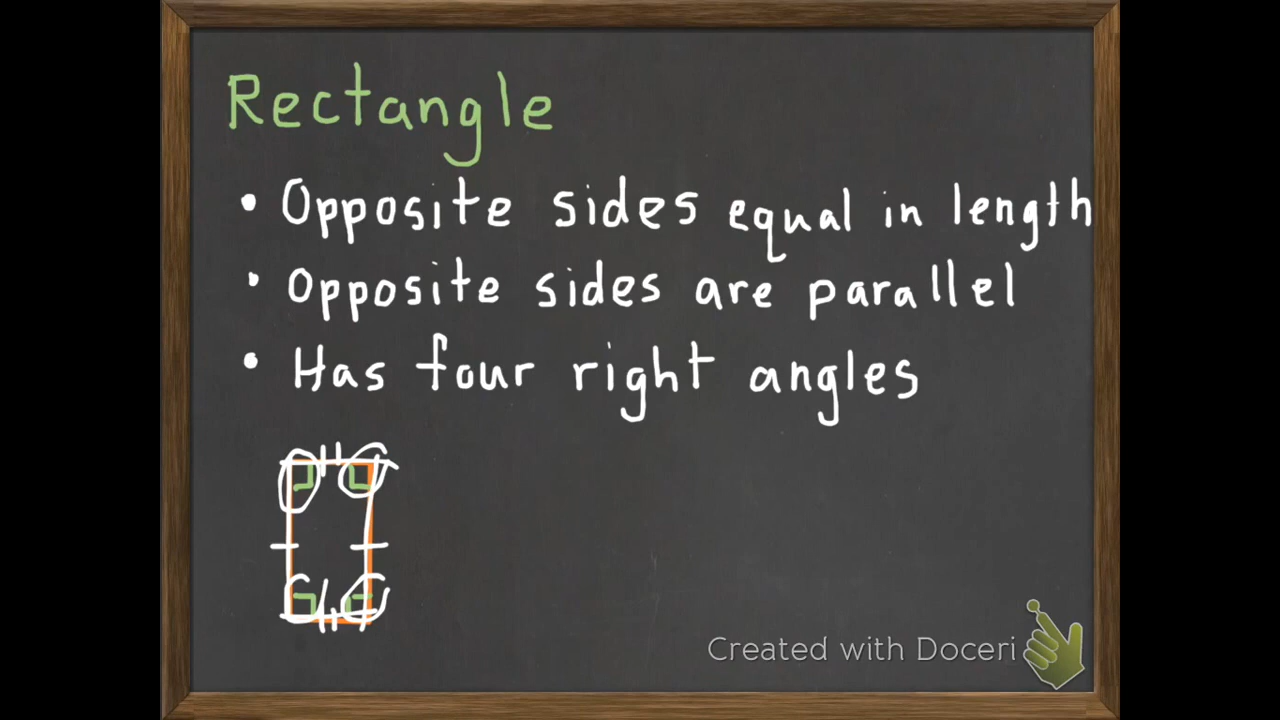 Rectangle
• Opposite sides equal in length
• Opposite sides are parallel
• Has four right angles
Created with Doceri